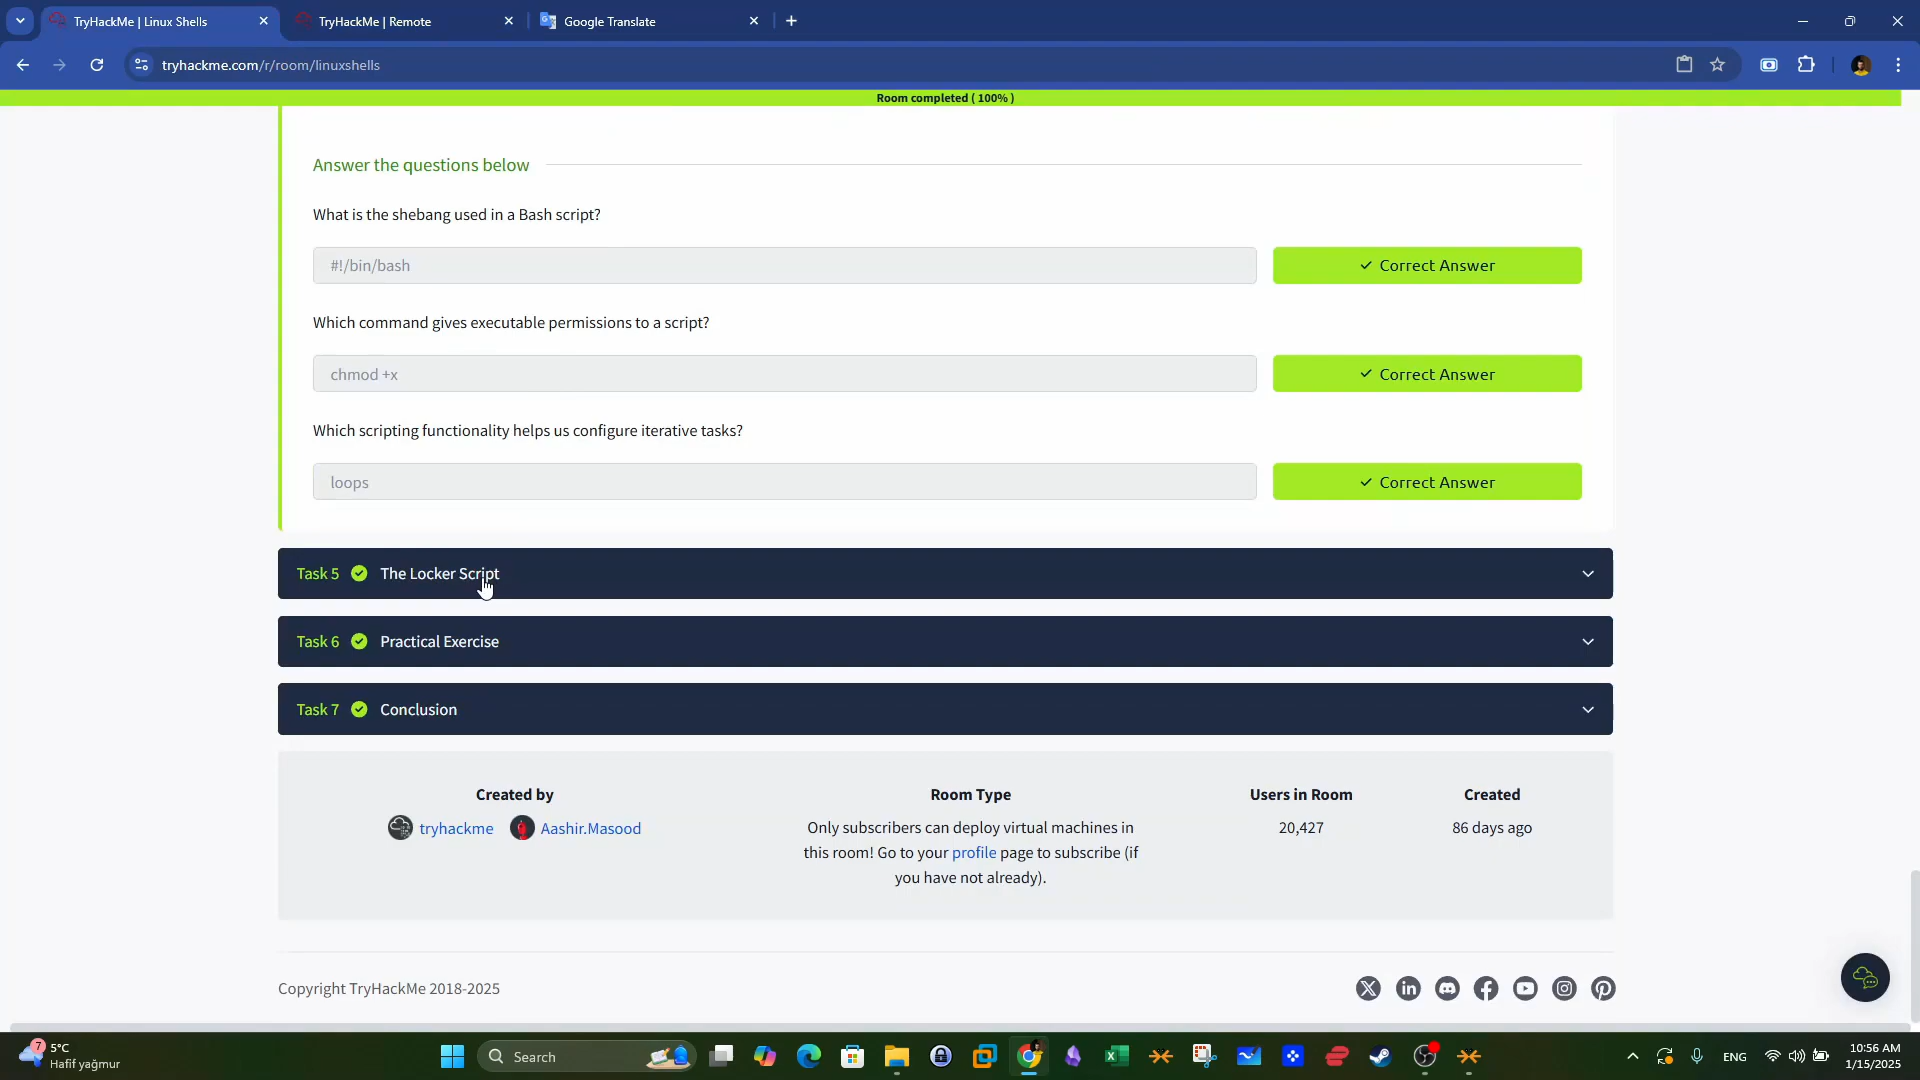 TryHackMe | Linux Shells
TryHackMe | Remote
Google Translate
tryhackme.com/r/room/linuxshells
Room completed ( 100% )
Answer the questions below
What is the shebang used in a Bash script?
#!/bin/bash
Correct Answer
Which command gives executable permissions to a script?
chmod +x
Correct Answer
Which scripting functionality helps us configure iterative tasks?
loops
Correct Answer
Task 5 The Locker Script
Task 6 Practical Exercise
Task 7 Conclusion
Created by
tryhackme Aashir.Masood
Room Type
Only subscribers can deploy virtual machines in
this room! Go to your profile page to subscribe (if
you have not already).
Users in Room
20,427
Created
86 days ago
Copyright TryHackMe 2018-2025
7
5°C
Hafif yağmur
Search
ENG
10:56 AM
1/15/2025